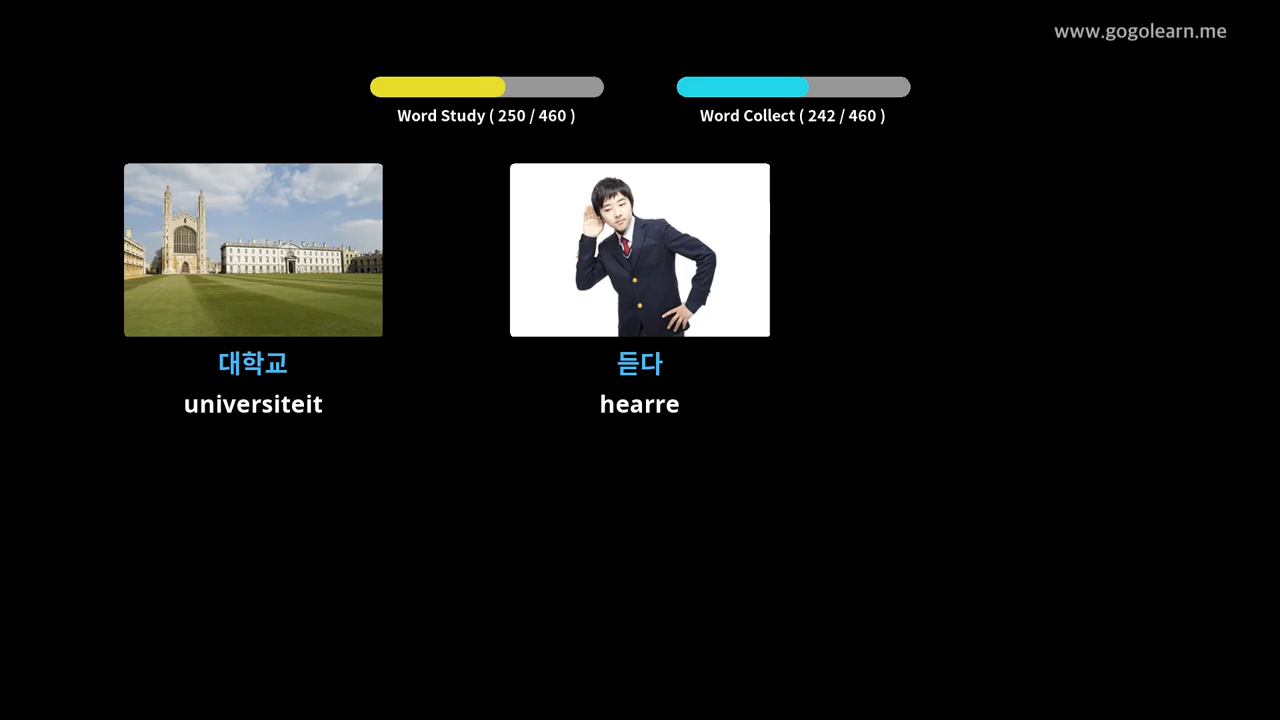 www.gogolearn.me
Word Study ( 250 / 460 )
Word Collect ( 242 / 460 )
대학교
universiteit
듣다
hearre